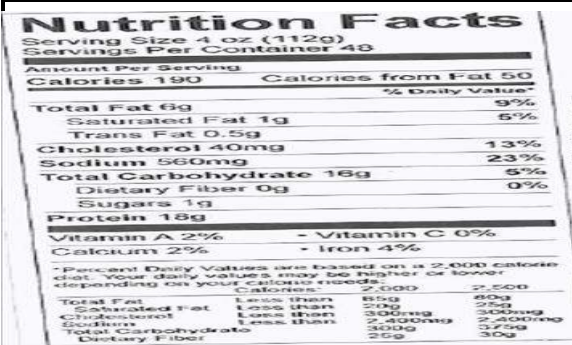 Nutrition Facts
Serving Size 4 oz (112g)
Servings Per Container 48
Amount Per Serving
Calories 190 Calories from Fat 50
% Daily Value*
Total Fat 6g 9%
Saturated Fat 1g 5%
Trans Fat 0.5g
Cholesterol 40mg 13%
Sodium 560mg 23%
Total Carbohydrate 16g 5%
Dietary Fiber 0g 0%
Sugars 1g
Protein 18g
Vitamin A 2% • Vitamin C 0%
Calcium 2% • Iron 4%
*Percent Daily Values are based on a 2,000 calorie
diet. Your daily values may be higher or lower
depending on your calorie needs:
Calories: 2,000 2,500
Total Fat Less than 65g 80g
Saturated Fat Less than 20g 25g
Cholesterol Less than 300mg 300mg
Sodium Less than 2,400mg 2,400mg
Total Carbohydrate 300g 375g
Dietary Fiber 25g 30g